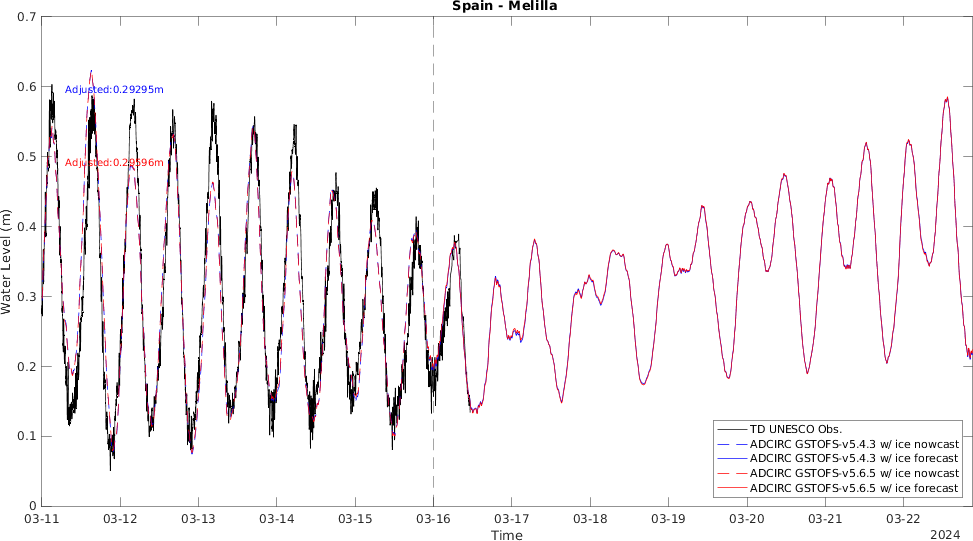 Spain - Melilla
0.7
0.6
0.5
0.4
0.3
0.2
0.1
0
Water Level (m)
Adjusted:0.29295m
Adjusted:0.29596m
TD UNESCO Obs.
ADCIRC GSTOFS-v5.4.3 w/ ice nowcast
ADCIRC GSTOFS-v5.4.3 w/ ice forecast
ADCIRC GSTOFS-v5.6.5 w/ ice nowcast
ADCIRC GSTOFS-v5.6.5 w/ ice forecast
03-11 03-12 03-13 03-14 03-15 03-16 03-17 03-18 03-19 03-20 03-21 03-22
Time
2024